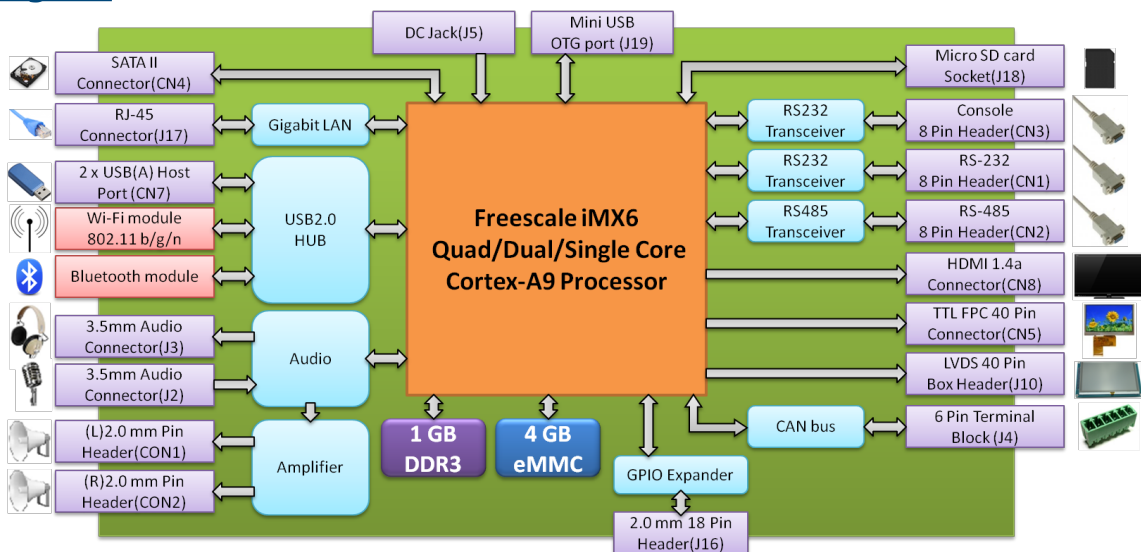 DC Jack(J5)
Mini USB
OTG port (J19)
SATA II
Connector(CN4)
Micro SD card
Socket(J18)
RJ-45
Connector(J17)
Gigabit LAN
RS232
Transceiver
Console
8 Pin Header(CN3)
2 x USB(A) Host
Port (CN7)
USB2.0
HUB
RS232
Transceiver
RS-232
8 Pin Header(CN1)
Wi-Fi module
802.11 b/g/n
Freescale iMX6
Quad/Dual/Single Core
Cortex-A9 Processor
RS485
Transceiver
RS-485
8 Pin Header(CN2)
Bluetooth module
HDMI 1.4a
Connector(CN8)
3.5mm Audio
Connector(J3)
Audio
TTL FPC 40 Pin
Connector(CN5)
3.5mm Audio
Connector(J2)
LVDS 40 Pin
Box Header(J10)
(L)2.0 mm Pin
Header(CON1)
Amplifier
1 GB
DDR3
4 GB
eMMC
CAN bus
6 Pin Terminal
Block (J4)
(R)2.0 mm Pin
Header(CON2)
GPIO Expander
2.0 mm 18 Pin
Header(J16)